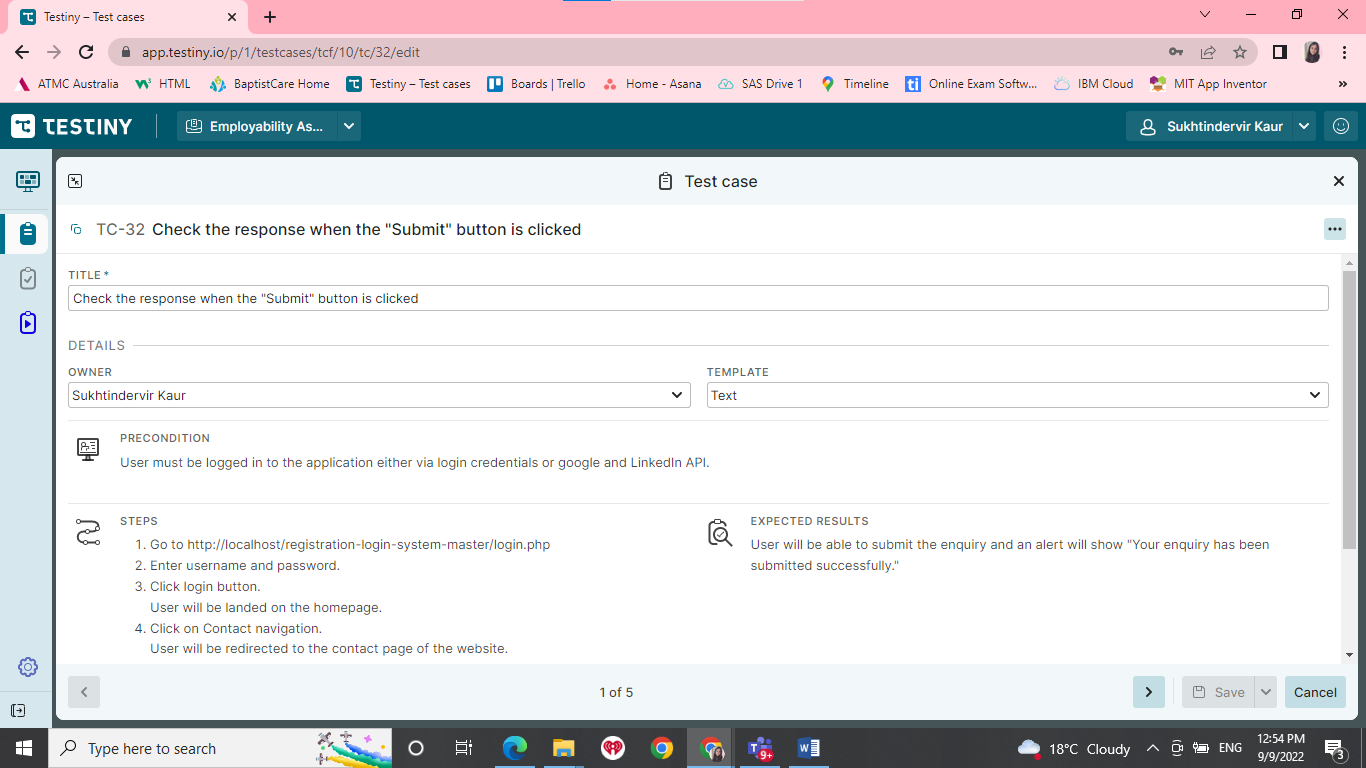 Testiny – Test cases
app.testiny.io/p/1/testcases/tcf/10/tc/32/edit
ATMC Australia
HTML
BaptistCare Home
Testiny – Test cases
Boards | Trello
Home - Asana
SAS Drive 1
Timeline
Online Exam Softw...
IBM Cloud
MIT App Inventor
»
TESTINY
Employability As...
Sukhtindervir Kaur
Test case
TC-32 Check the response when the "Submit" button is clicked
TITLE *
Check the response when the "Submit" button is clicked
DETAILS
OWNER
TEMPLATE
Sukhtindervir Kaur
Text
PRECONDITION
User must be logged in to the application either via login credentials or google and LinkedIn API.
STEPS
1. Go to http://localhost/registration-login-system-master/login.php
2. Enter username and password.
3. Click login button.
User will be landed on the homepage.
4. Click on Contact navigation.
User will be redirected to the contact page of the website.
EXPECTED RESULTS
User will be able to submit the enquiry and an alert will show "Your enquiry has been
submitted successfully."
1 of 5
Save
Cancel
Type here to search
9+
18°C Cloudy
ENG
12:54 PM
9/9/2022
3